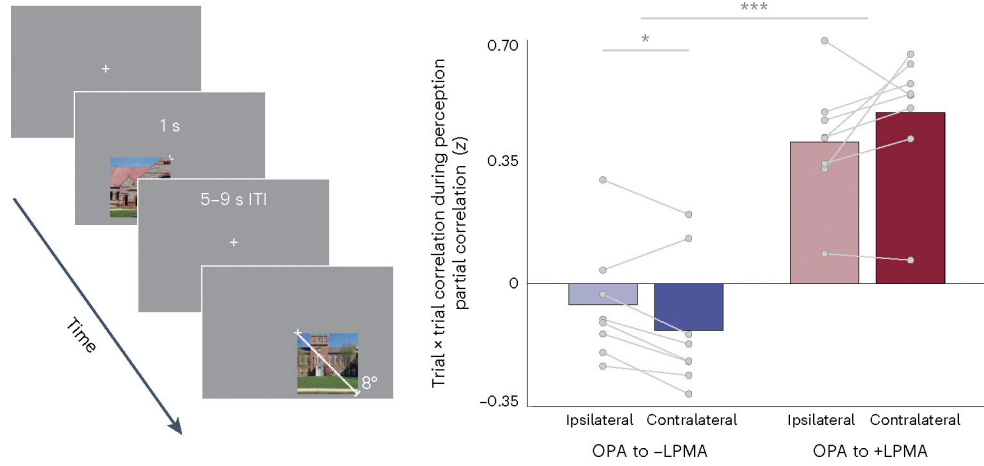 1 s
5–9 s ITI
8°
Time
Trial × trial correlation during perception
partial correlation (z)
***
*
0.70
0.35
0
−0.35
Ipsilateral Contralateral Ipsilateral Contralateral
OPA to −LPMA OPA to +LPMA